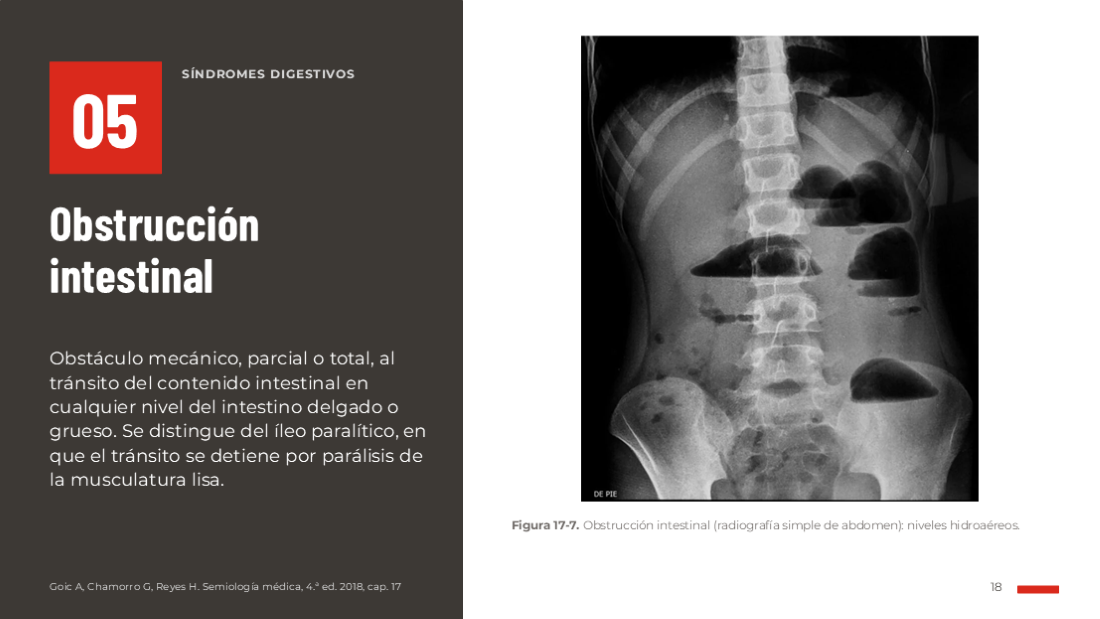 05
SÍNDROMES DIGESTIVOS
Obstrucción
intestinal
Obstáculo mecánico, parcial o total, al
tránsito del contenido intestinal en
cualquier nivel del intestino delgado o
grueso. Se distingue del íleo paralítico, en
que el tránsito se detiene por parálisis de
la musculatura lisa.
Goic A, Chamorro G, Reyes H. Semiología médica, 4.ª ed. 2018, cap. 17
DE PIE
Figura 17-7. Obstrucción intestinal (radiografía simple de abdomen): niveles hidroaéreos.
18